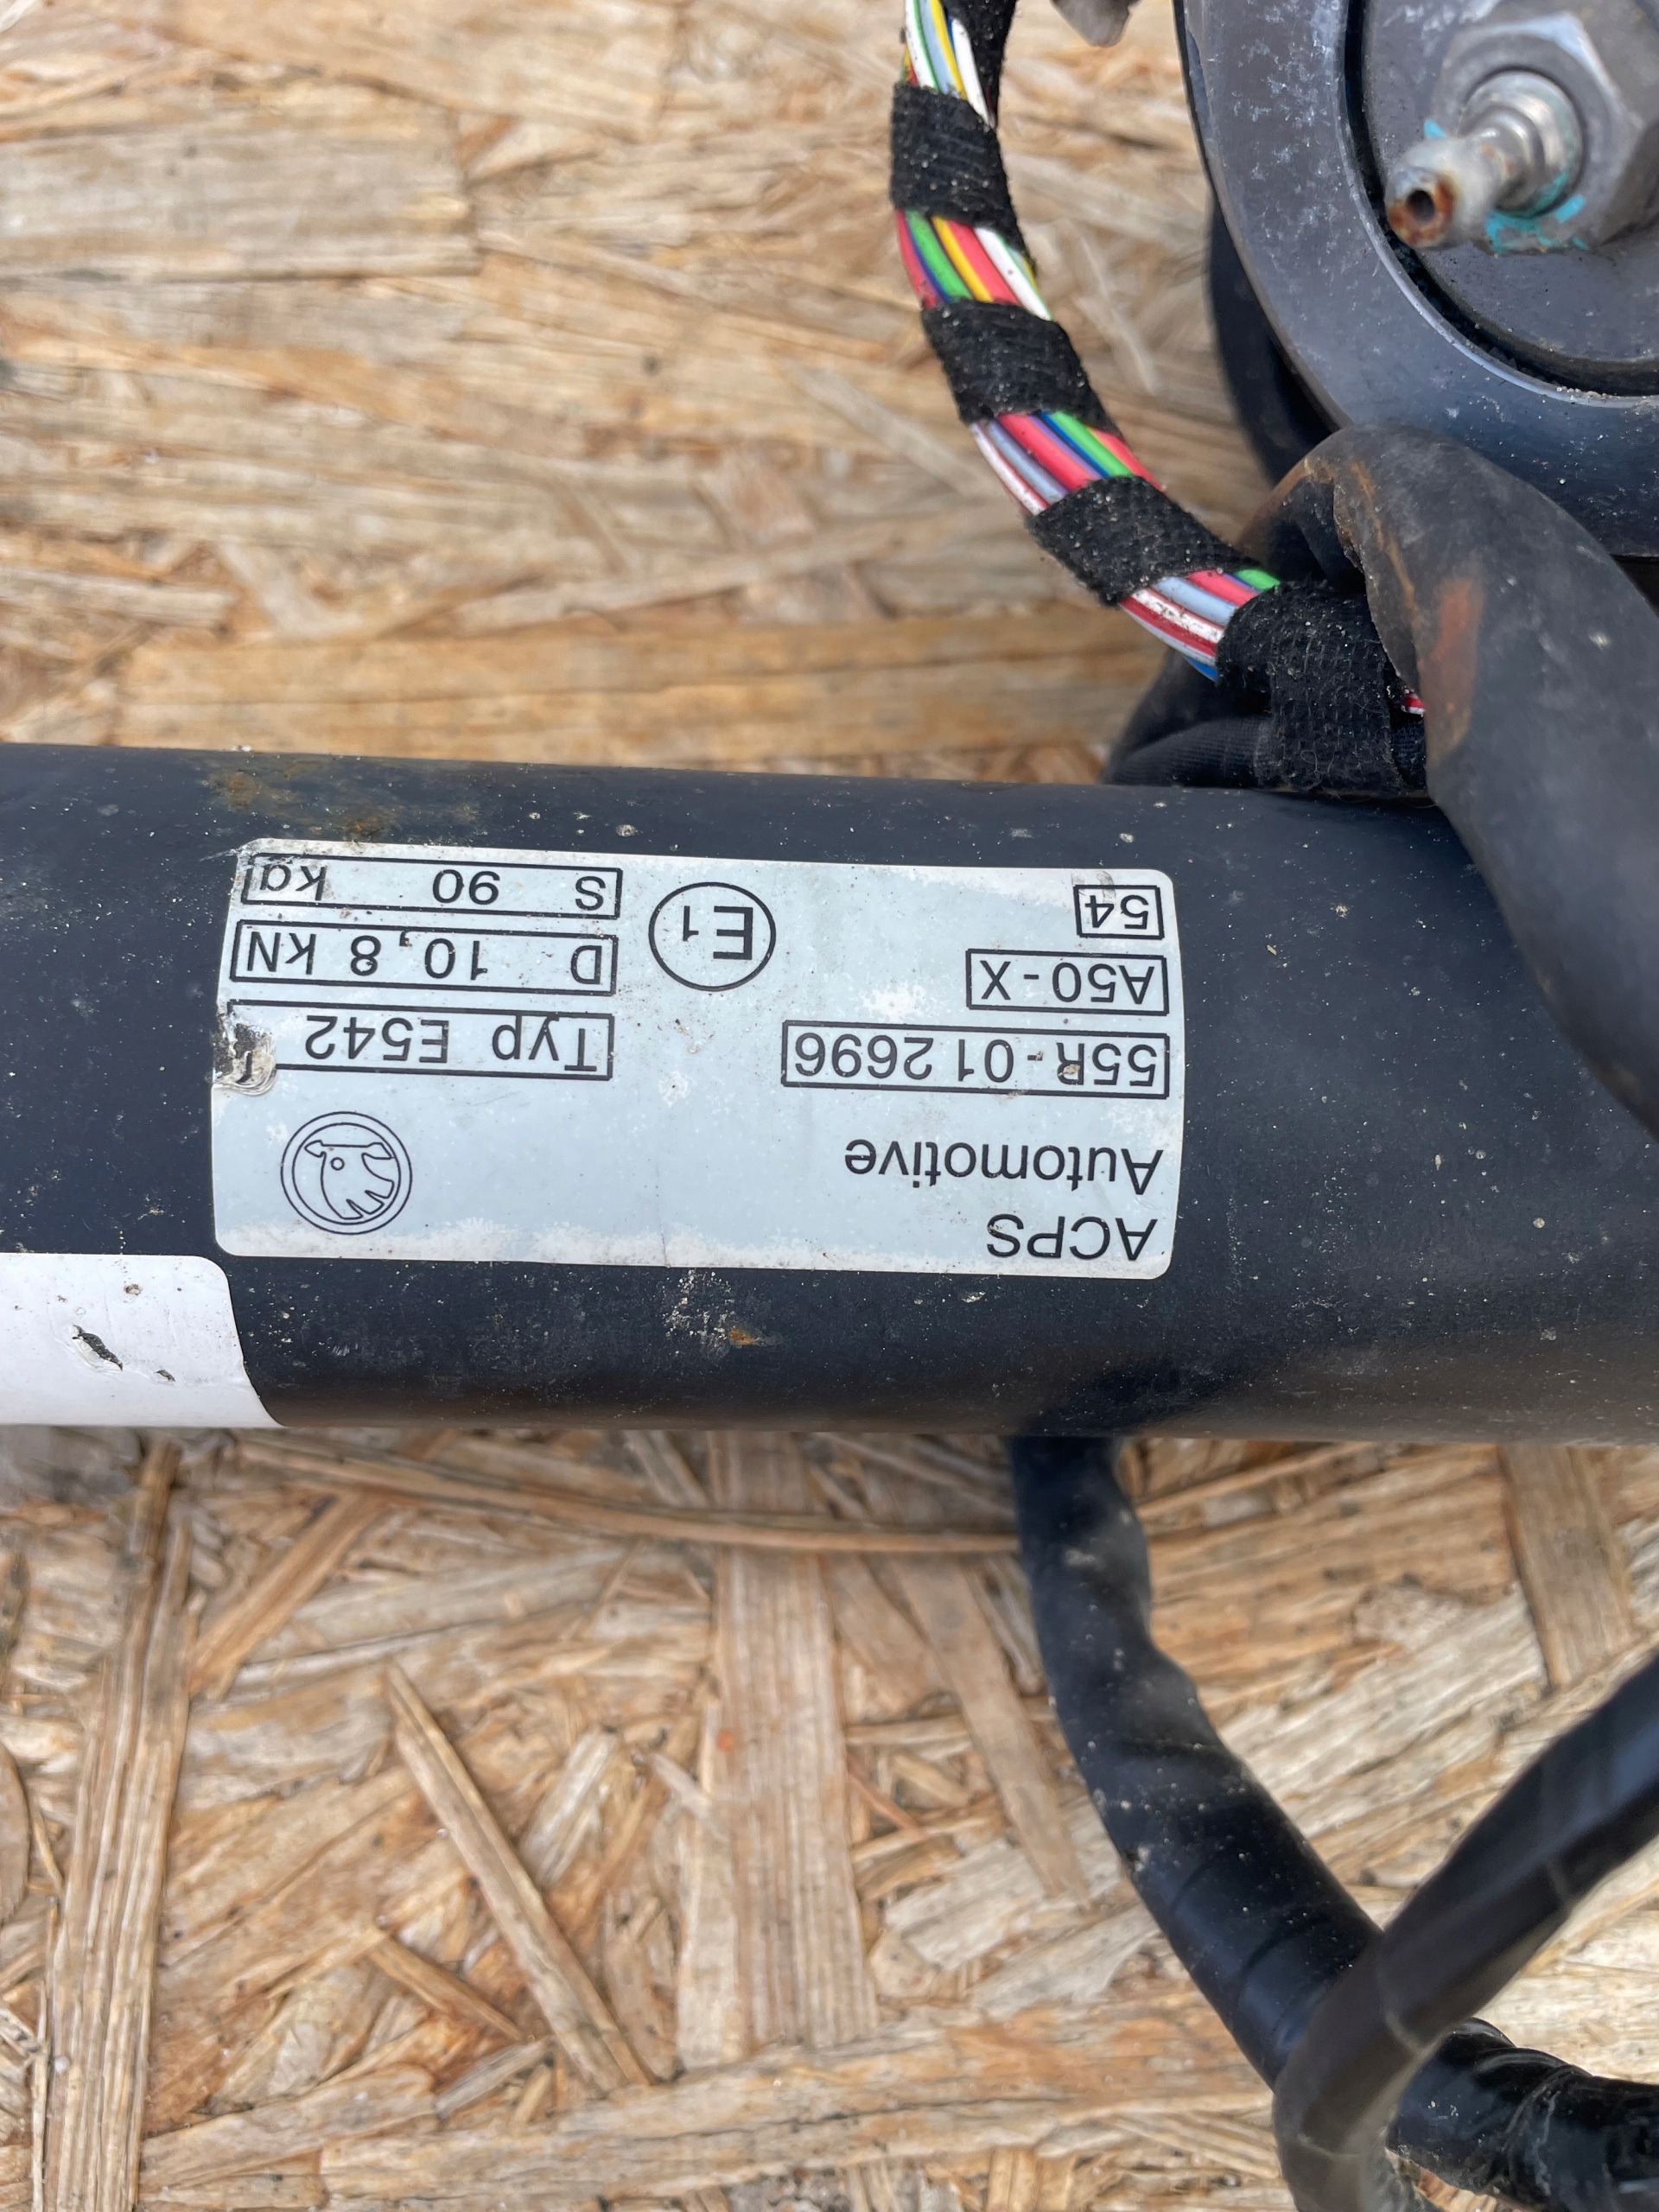 ACPS
Automotive
55R-01 2696
Typ E542
A50-X
D 10,8 kN
E1
54
S 90 kg